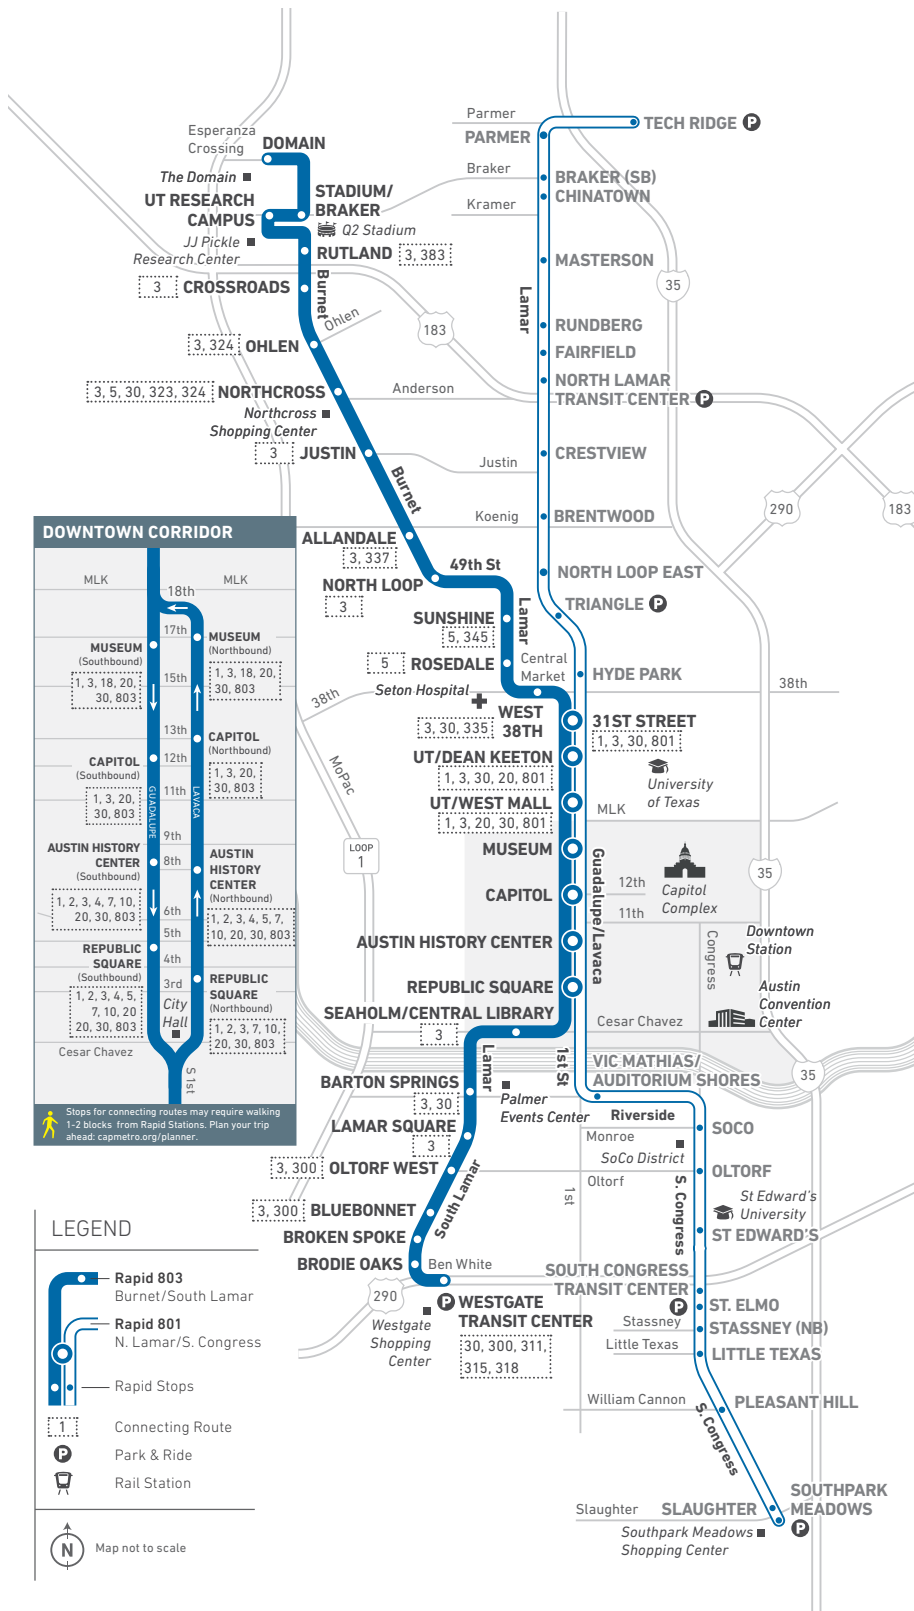 Parmer
TECH RIDGE P
PARMER
Esperanza
Crossing
DOMAIN
The Domain
Braker
BRAKER (SB)
CHINATOWN
STADIUM/
BRAKER
UT RESEARCH
CAMPUS
Kramer
Q2 Stadium
JJ Pickle
Research Center
RUTLAND
3, 383
MASTERSON
3
CROSSROADS
Burnet
Lamar
35
Ohlen
183
RUNDBERG
3, 324
OHLEN
FAIRFIELD
3, 5, 30, 323, 324
NORTHCROSS
Anderson
NORTH LAMAR
TRANSIT CENTER P
Northcross
Shopping Center
3
JUSTIN
Justin
CRESTVIEW
Burnet
290
183
Koenig
BRENTWOOD
ALLANDALE
3, 337
49th St
NORTH LOOP
3
NORTH LOOP EAST
Lamar
TRIANGLE P
SUNSHINE
5, 345
5
ROSEDALE
Central
Market
HYDE PARK
38th
Seton Hospital
38th
WEST
38TH
3, 30, 335
31ST STREET
1, 3, 30, 801
UT/DEAN KEETON
1, 3, 30, 20, 801
University
of Texas
MoPac
UT/WEST MALL
1, 3, 20, 30, 801
MLK
MUSEUM
LOOP
1
Guadalupe/Lavaca
12th
Capitol
Complex
35
CAPITOL
11th
Congress
Downtown
Station
AUSTIN HISTORY CENTER
REPUBLIC SQUARE
Austin
Convention
Center
SEAHOLM/CENTRAL LIBRARY
3
Cesar Chavez
Lamar
1st St
VIC MATHIAS/
AUDITORIUM SHORES
35
BARTON SPRINGS
3, 30
Palmer
Events Center
Riverside
LAMAR SQUARE
3
Monroe
SOCO
SoCo District
3, 300
OLTORF WEST
Oltorf
OLTORF
South Lamar
1st
S. Congress
St Edward's
University
3, 300
BLUEBONNET
ST EDWARD'S
BROKEN SPOKE
BRODIE OAKS
Ben White
SOUTH CONGRESS
TRANSIT CENTER
290
P
P WESTGATE
TRANSIT CENTER
ST. ELMO
Stassney
STASSNEY (NB)
Westgate
Shopping
Center
30, 300, 311,
315, 318
Little Texas
LITTLE TEXAS
William Cannon
PLEASANT HILL
S. Congress
Slaughter
SLAUGHTER
SOUTHPARK
MEADOWS
P
Southpark Meadows
Shopping Center
DOWNTOWN CORRIDOR
MLK
MLK
18th
17th
MUSEUM
(Southbound)
1, 3, 18, 20,
30, 803
MUSEUM
(Northbound)
1, 3, 18, 20,
30, 803
15th
13th
CAPITOL
(Southbound)
1, 3, 20,
30, 803
12th
CAPITOL
(Northbound)
1, 3, 20,
30, 803
11th
GUADALUPE
LAVACA
9th
AUSTIN HISTORY
CENTER
(Southbound)
1, 2, 3, 4, 7, 10,
20, 30, 803
8th
AUSTIN
HISTORY
CENTER
(Northbound)
1, 2, 3, 4, 5, 7,
10, 20, 30, 803
6th
5th
REPUBLIC
SQUARE
(Southbound)
1, 2, 3, 4, 5,
7, 10, 20
20, 30, 803
4th
3rd
REPUBLIC
SQUARE
(Northbound)
1, 2, 3, 7, 10,
20, 30, 803
City
Hall
Cesar Chavez
S 1st
Stops for connecting routes may require walking
1-2 blocks from Rapid Stations. Plan your trip
ahead: capmetro.org/planner.
LEGEND
Rapid 803
Burnet/South Lamar
Rapid 801
N. Lamar/S. Congress
Rapid Stops
1
Connecting Route
P
Park & Ride
Rail Station
N
Map not to scale